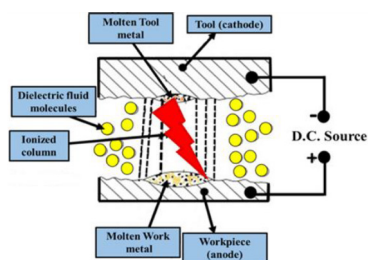 Molten Tool
metal
Tool (cathode)
Dielectric fluid
molecules
Ionized
column
-
D.C. Source
+
Molten Work
metal
Workpiece
(anode)